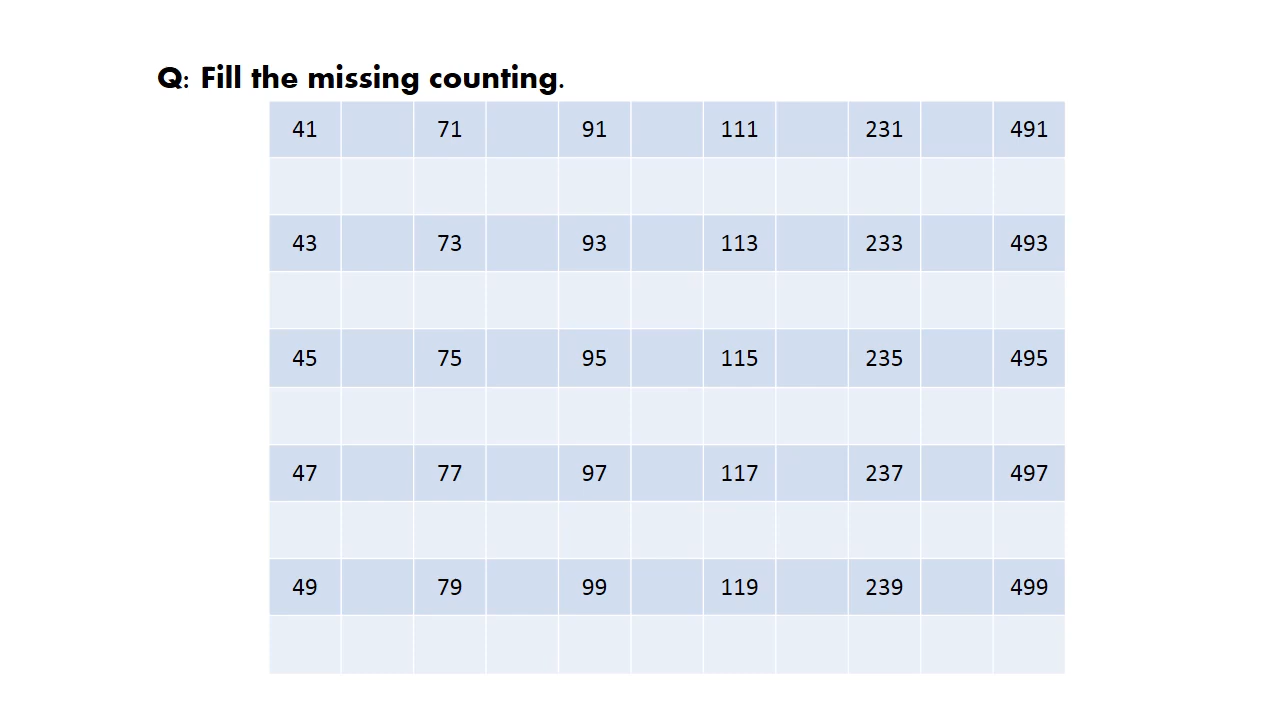 Q: Fill the missing counting.
41 71 91 111 231 491
43 73 93 113 233 493
45 75 95 115 235 495
47 77 97 117 237 497
49 79 99 119 239 499